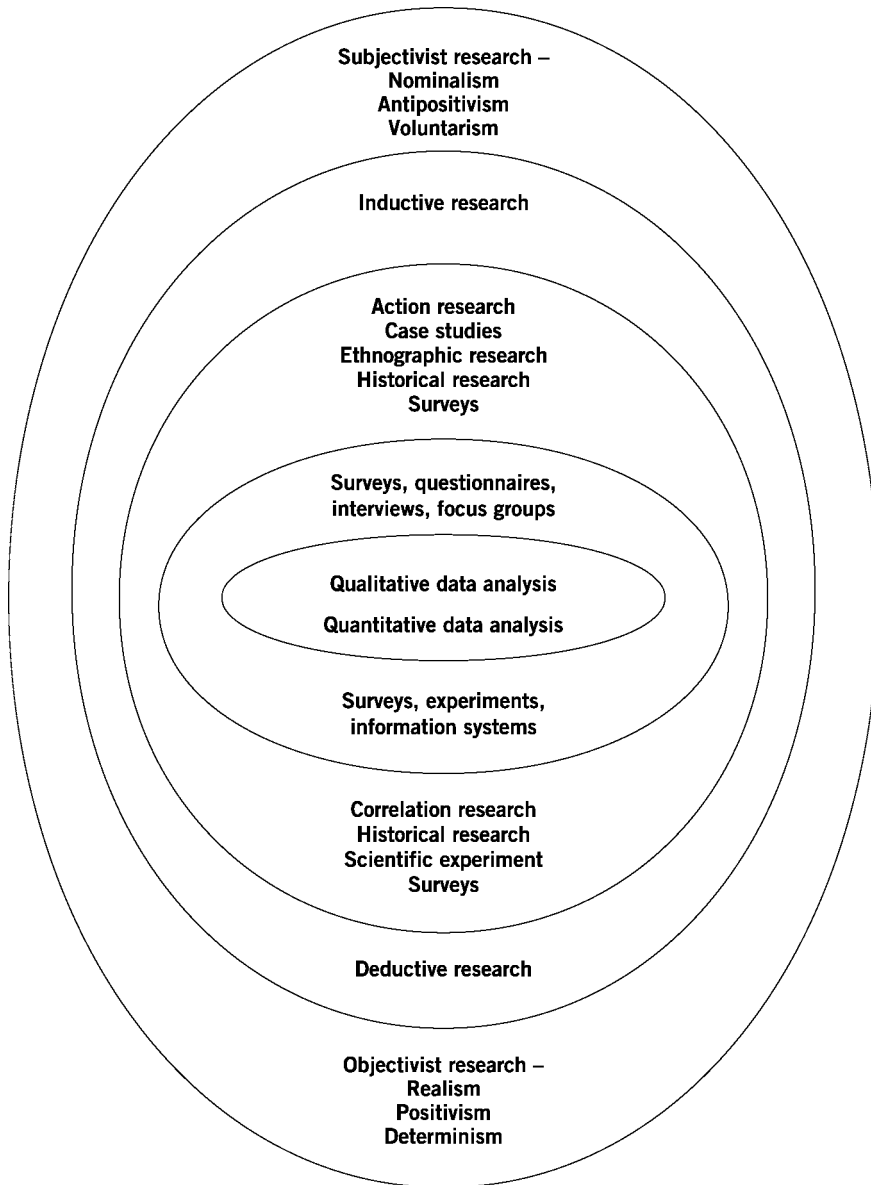 Subjectivist research –
Nominalism
Antipositivism
Voluntarism
Inductive research
Action research
Case studies
Ethnographic research
Historical research
Surveys
Surveys, questionnaires,
interviews, focus groups
Qualitative data analysis
Quantitative data analysis
Surveys, experiments,
information systems
Correlation research
Historical research
Scientific experiment
Surveys
Deductive research
Objectivist research –
Realism
Positivism
Determinism